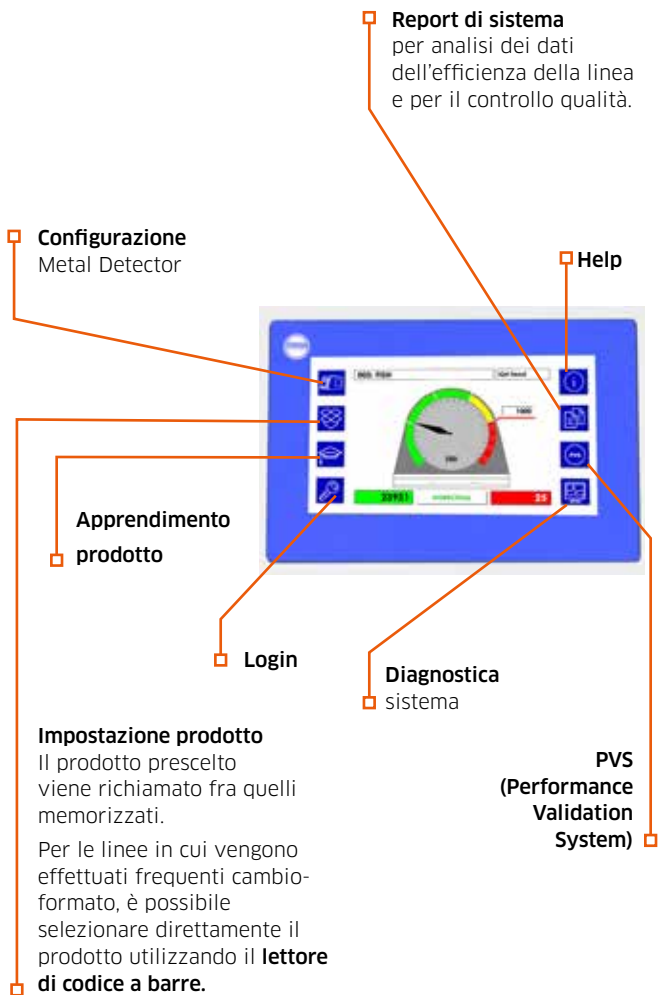 Report di sistema
per analisi dei dati
dell'efficienza della linea
e per il controllo qualità.
Configurazione
Metal Detector
Help
1000
25
Apprendimento
prodotto
Login
Diagnostica
sistema
Impostazione prodotto
Il prodotto prescelto
viene richiamato fra quelli
memorizzati.
Per le linee in cui vengono
effettuati frequenti cambio-
formato, è possibile
selezionare direttamente il
prodotto utilizzando il lettore
di codice a barre.
PVS
(Performance
Validation
System)